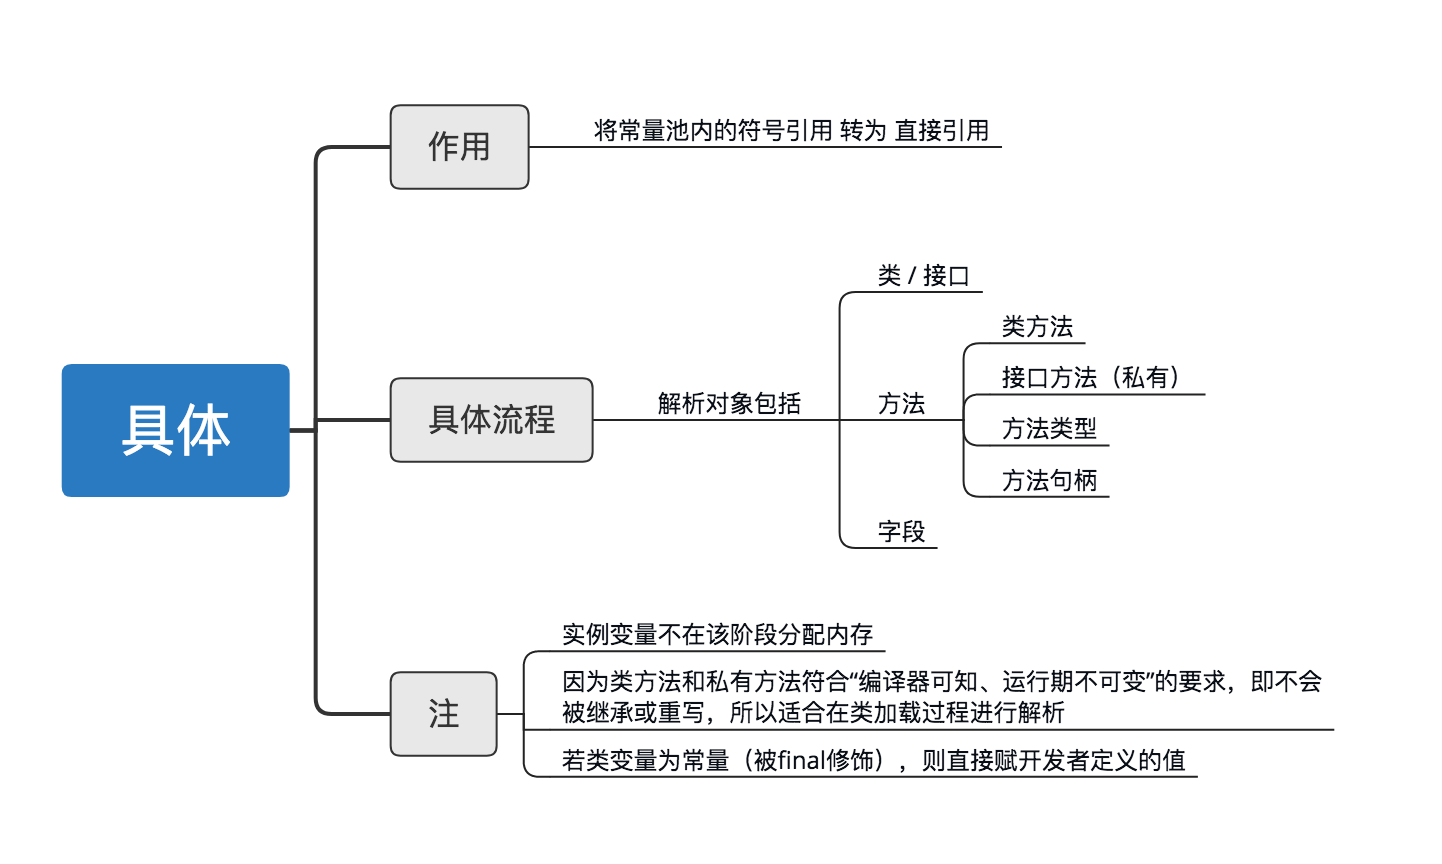 具体
作用
将常量池内的符号引用 转为 直接引用
具体流程
解析对象包括
类 / 接口
方法
类方法
接口方法（私有）
方法类型
方法句柄
字段
注
实例变量不在该阶段分配内存
因为类方法和私有方法符合“编译器可知、运行期不可变”的要求，即不会
被继承或重写，所以适合在类加载过程进行解析
若类变量为常量（被final修饰），则直接赋开发者定义的值